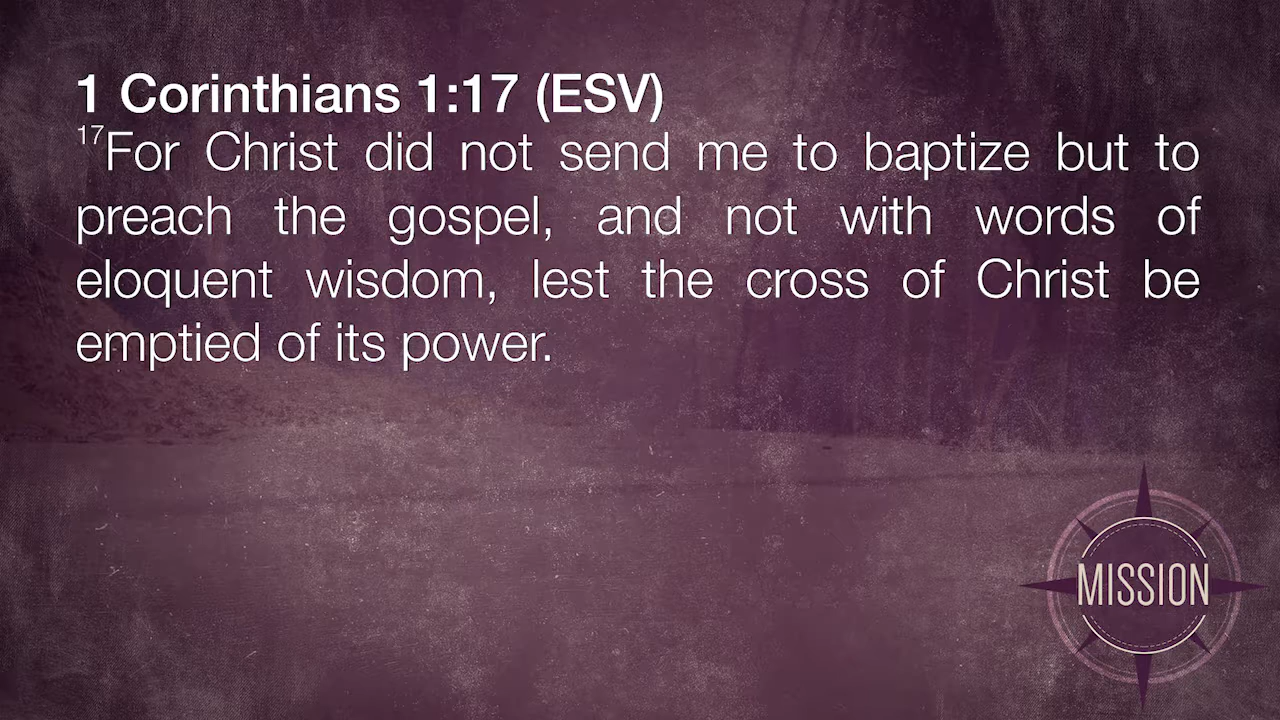 1 Corinthians 1:17 (ESV)
17For Christ did not send me to baptize but to
preach the gospel, and not with words of
eloquent wisdom, lest the cross of Christ be
emptied of its power.
MISSION